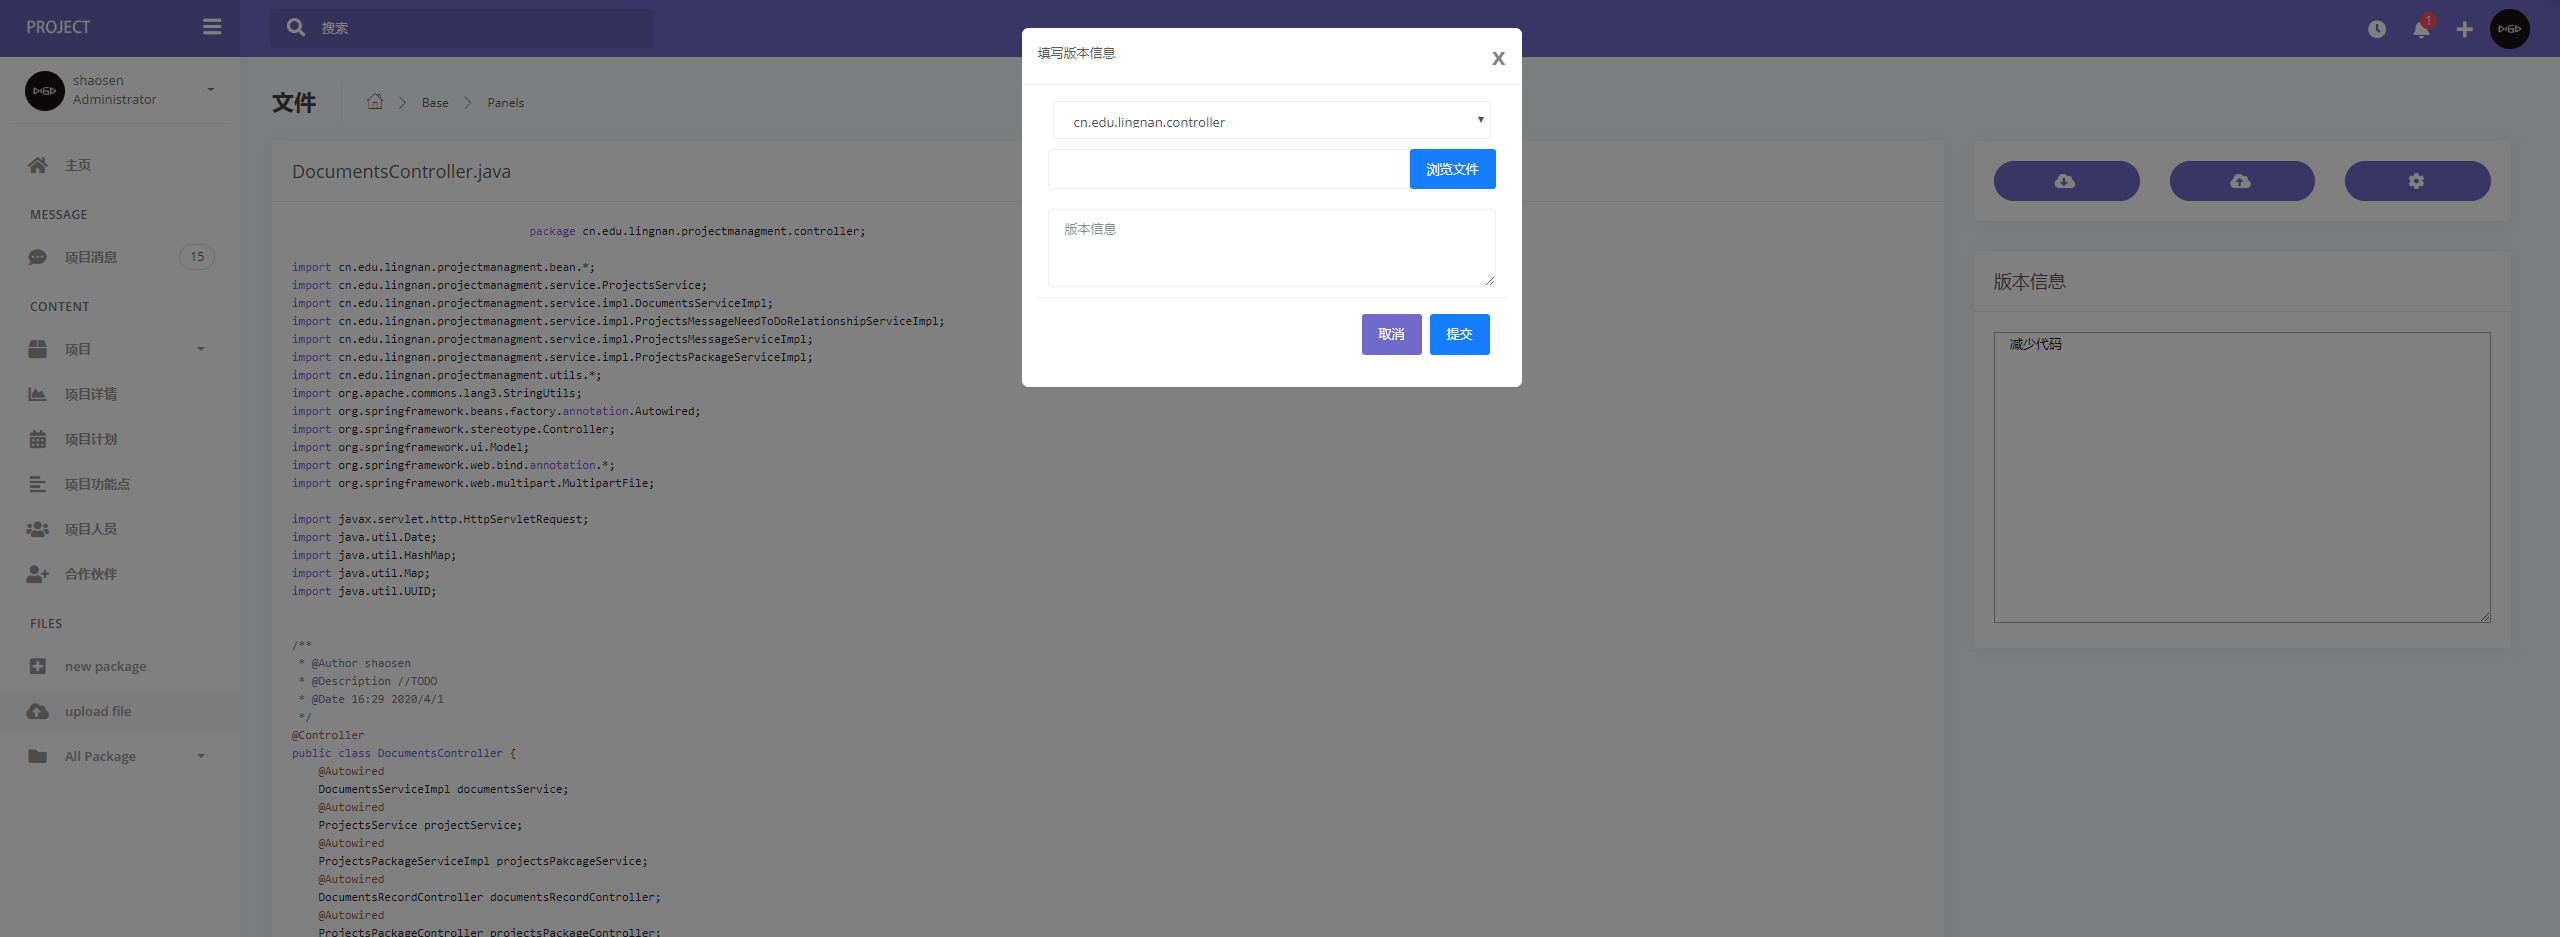 PROJECT
搜索
1
shaosen
Administrator
主页
MESSAGE
项目消息 15
CONTENT
项目
项目详情
项目计划
项目功能点
项目人员
合作伙伴
FILES
new package
upload file
All Package
文件 Base Panels
DocumentsController.java
package cn.edu.lingnan.projectmanagment.controller;
import cn.edu.lingnan.projectmanagment.bean.*;
import cn.edu.lingnan.projectmanagment.service.ProjectsService;
import cn.edu.lingnan.projectmanagment.service.impl.DocumentsServiceImpl;
import cn.edu.lingnan.projectmanagment.service.impl.ProjectsMessageNeedToDoRelationshipServiceImpl;
import cn.edu.lingnan.projectmanagment.service.impl.ProjectsMessageServiceImpl;
import cn.edu.lingnan.projectmanagment.service.impl.ProjectsPackageServiceImpl;
import cn.edu.lingnan.projectmanagment.utils.*;
import org.apache.commons.lang3.StringUtils;
import org.springframework.beans.factory.annotation.Autowired;
import org.springframework.stereotype.Controller;
import org.springframework.ui.Model;
import org.springframework.web.bind.annotation.*;
import org.springframework.web.multipart.MultipartFile;
import javax.servlet.http.HttpServletRequest;
import java.util.Date;
import java.util.HashMap;
import java.util.Map;
import java.util.UUID;
/**
* @Author shaosen
* @Description //TODO
* @Date 16:29 2020/4/1
*/
@Controller
public class DocumentsController {
@Autowired
DocumentsServiceImpl documentsService;
@Autowired
ProjectsService projectService;
@Autowired
ProjectsPackageServiceImpl projectsPakcageService;
@Autowired
DocumentsRecordController documentsRecordController;
@Autowired
ProjectsPackageController projectsPackageController;
填写版本信息
X
cn.edu.lingnan.controller
浏览文件
版本信息
取消 提交
版本信息
减少代码